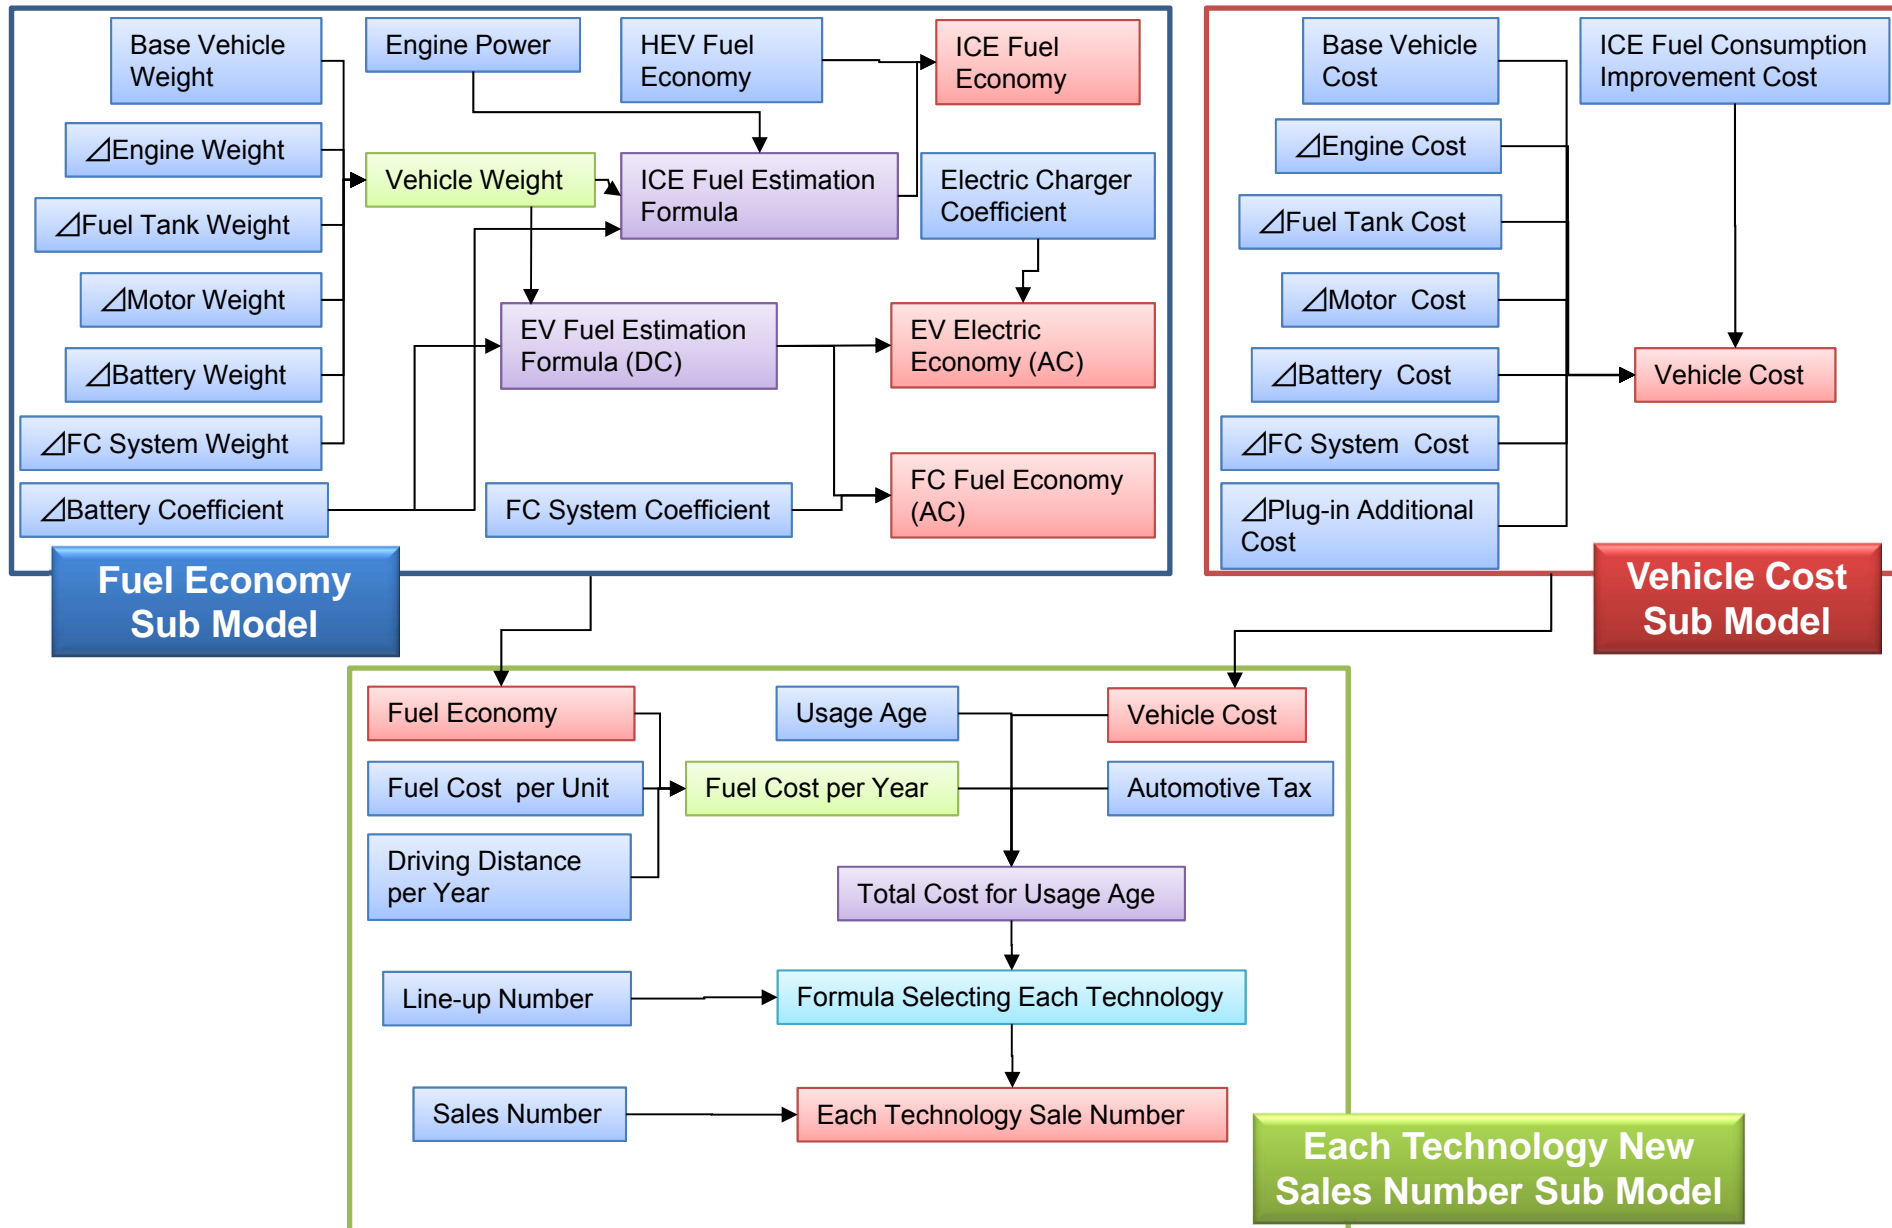 Base Vehicle
Weight
Engine Power
HEV Fuel
Economy
ICE Fuel
Economy
⊿Engine Weight
Vehicle Weight
ICE Fuel Estimation
Formula
Electric Charger
Coefficient
⊿Fuel Tank Weight
⊿Motor Weight
EV Fuel Estimation
Formula (DC)
EV Electric
Economy (AC)
⊿Battery Weight
⊿FC System Weight
⊿Battery Coefficient
FC System Coefficient
FC Fuel Economy
(AC)
Fuel Economy
Sub Model
Base Vehicle
Cost
ICE Fuel Consumption
Improvement Cost
⊿Engine Cost
⊿Fuel Tank Cost
⊿Motor  Cost
⊿Battery  Cost
Vehicle Cost
⊿FC System  Cost
⊿Plug-in Additional
Cost
Vehicle Cost
Sub Model
Fuel Economy
Usage Age
Vehicle Cost
Fuel Cost  per Unit
Fuel Cost per Year
Automotive Tax
Driving Distance
per Year
Total Cost for Usage Age
Line-up Number
Formula Selecting Each Technology
Sales Number
Each Technology Sale Number
Each Technology New
Sales Number Sub Model